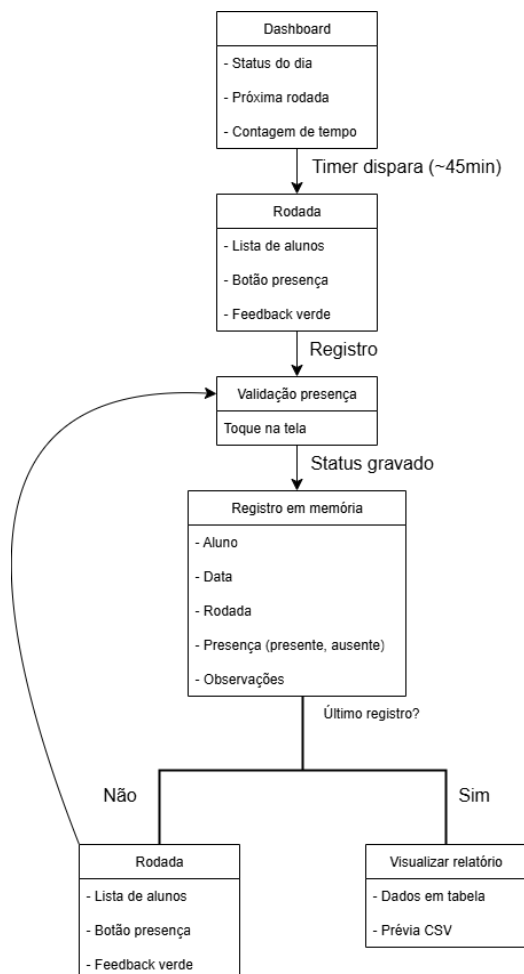 Dashboard
- Status do dia
- Próxima rodada
- Contagem de tempo
Timer dispara (~45min)
Rodada
- Lista de alunos
- Botão presença
- Feedback verde
Registro
Validação presença
Toque na tela
Status gravado
Registro em memória
- Aluno
- Data
- Rodada
- Presença (presente, ausente)
- Observações
Último registro?
Não
Sim
Rodada
- Lista de alunos
- Botão presença
- Feedback verde
Visualizar relatório
- Dados em tabela
- Prévia CSV